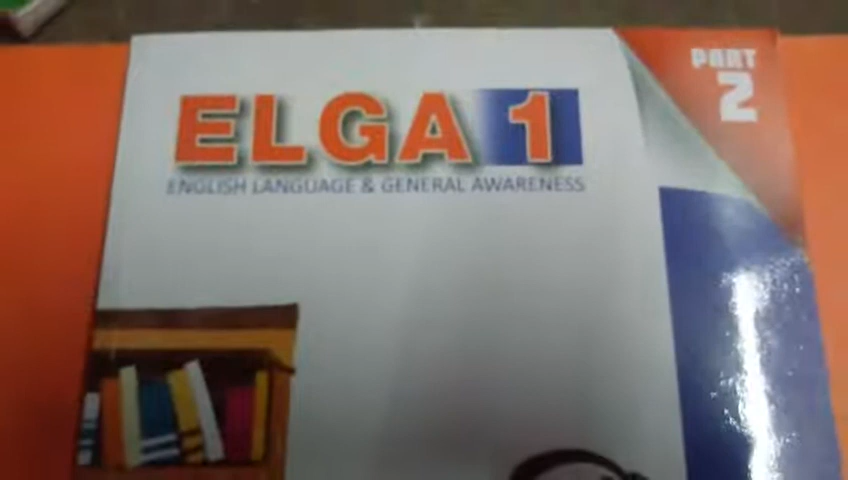 PART
2
ELGA 1
ENGLISH LANGUAGE & GENERAL AWARENESS